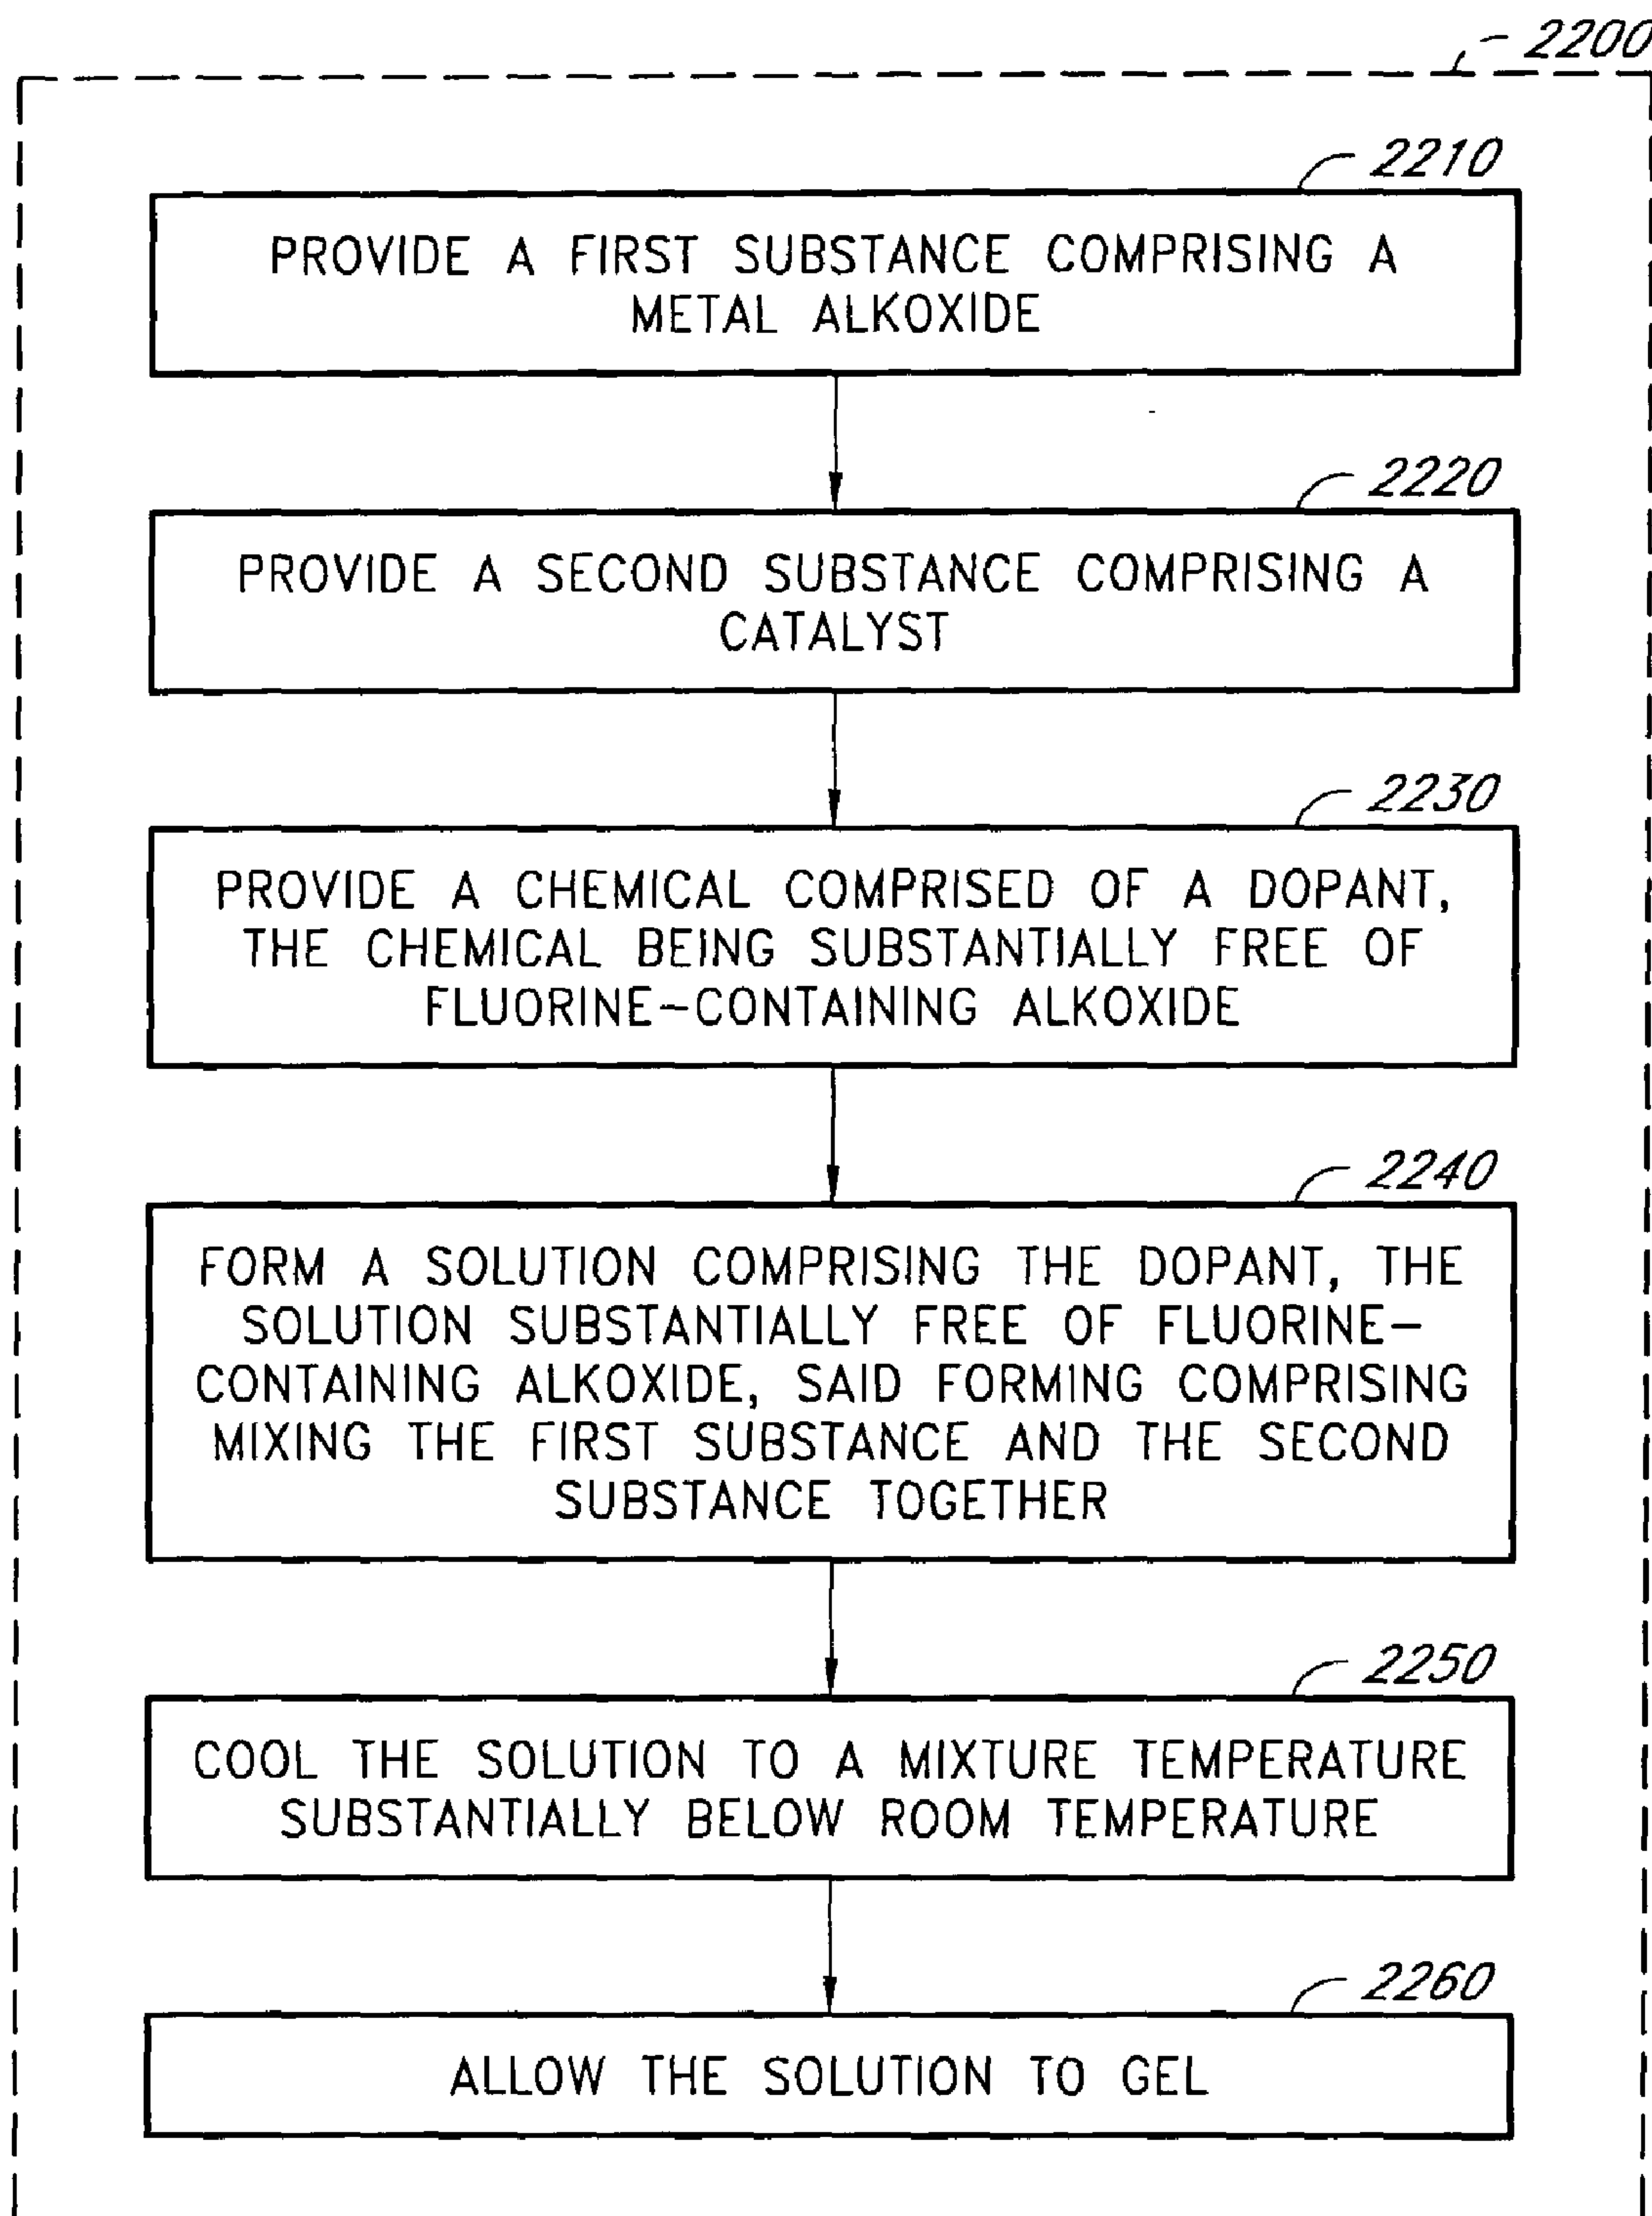 2200
2210
PROVIDE A FIRST SUBSTANCE COMPRISING A
METAL ALKOXIDE
2220
PROVIDE A SECOND SUBSTANCE COMPRISING A
CATALYST
2230
PROVIDE A CHEMICAL COMPRISED OF A DOPANT,
THE CHEMICAL BEING SUBSTANTIALLY FREE OF
FLUORINE-CONTAINING ALKOXIDE
2240
FORM A SOLUTION COMPRISING THE DOPANT, THE
SOLUTION SUBSTANTIALLY FREE OF FLUORINE-
CONTAINING ALKOXIDE, SAID FORMING COMPRISING
MIXING THE FIRST SUBSTANCE AND THE SECOND
SUBSTANCE TOGETHER
2250
COOL THE SOLUTION TO A MIXTURE TEMPERATURE
SUBSTANTIALLY BELOW ROOM TEMPERATURE
2260
ALLOW THE SOLUTION TO GEL